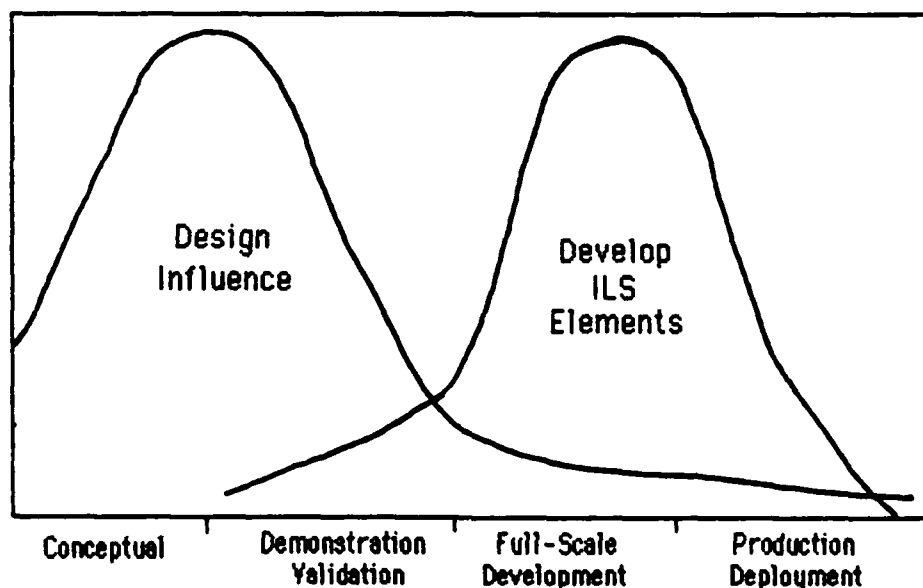 Design
Influence
Develop
ILS
Elements
Conceptual
Demonstration
Validation
Full-Scale
Development
Production
Deployment